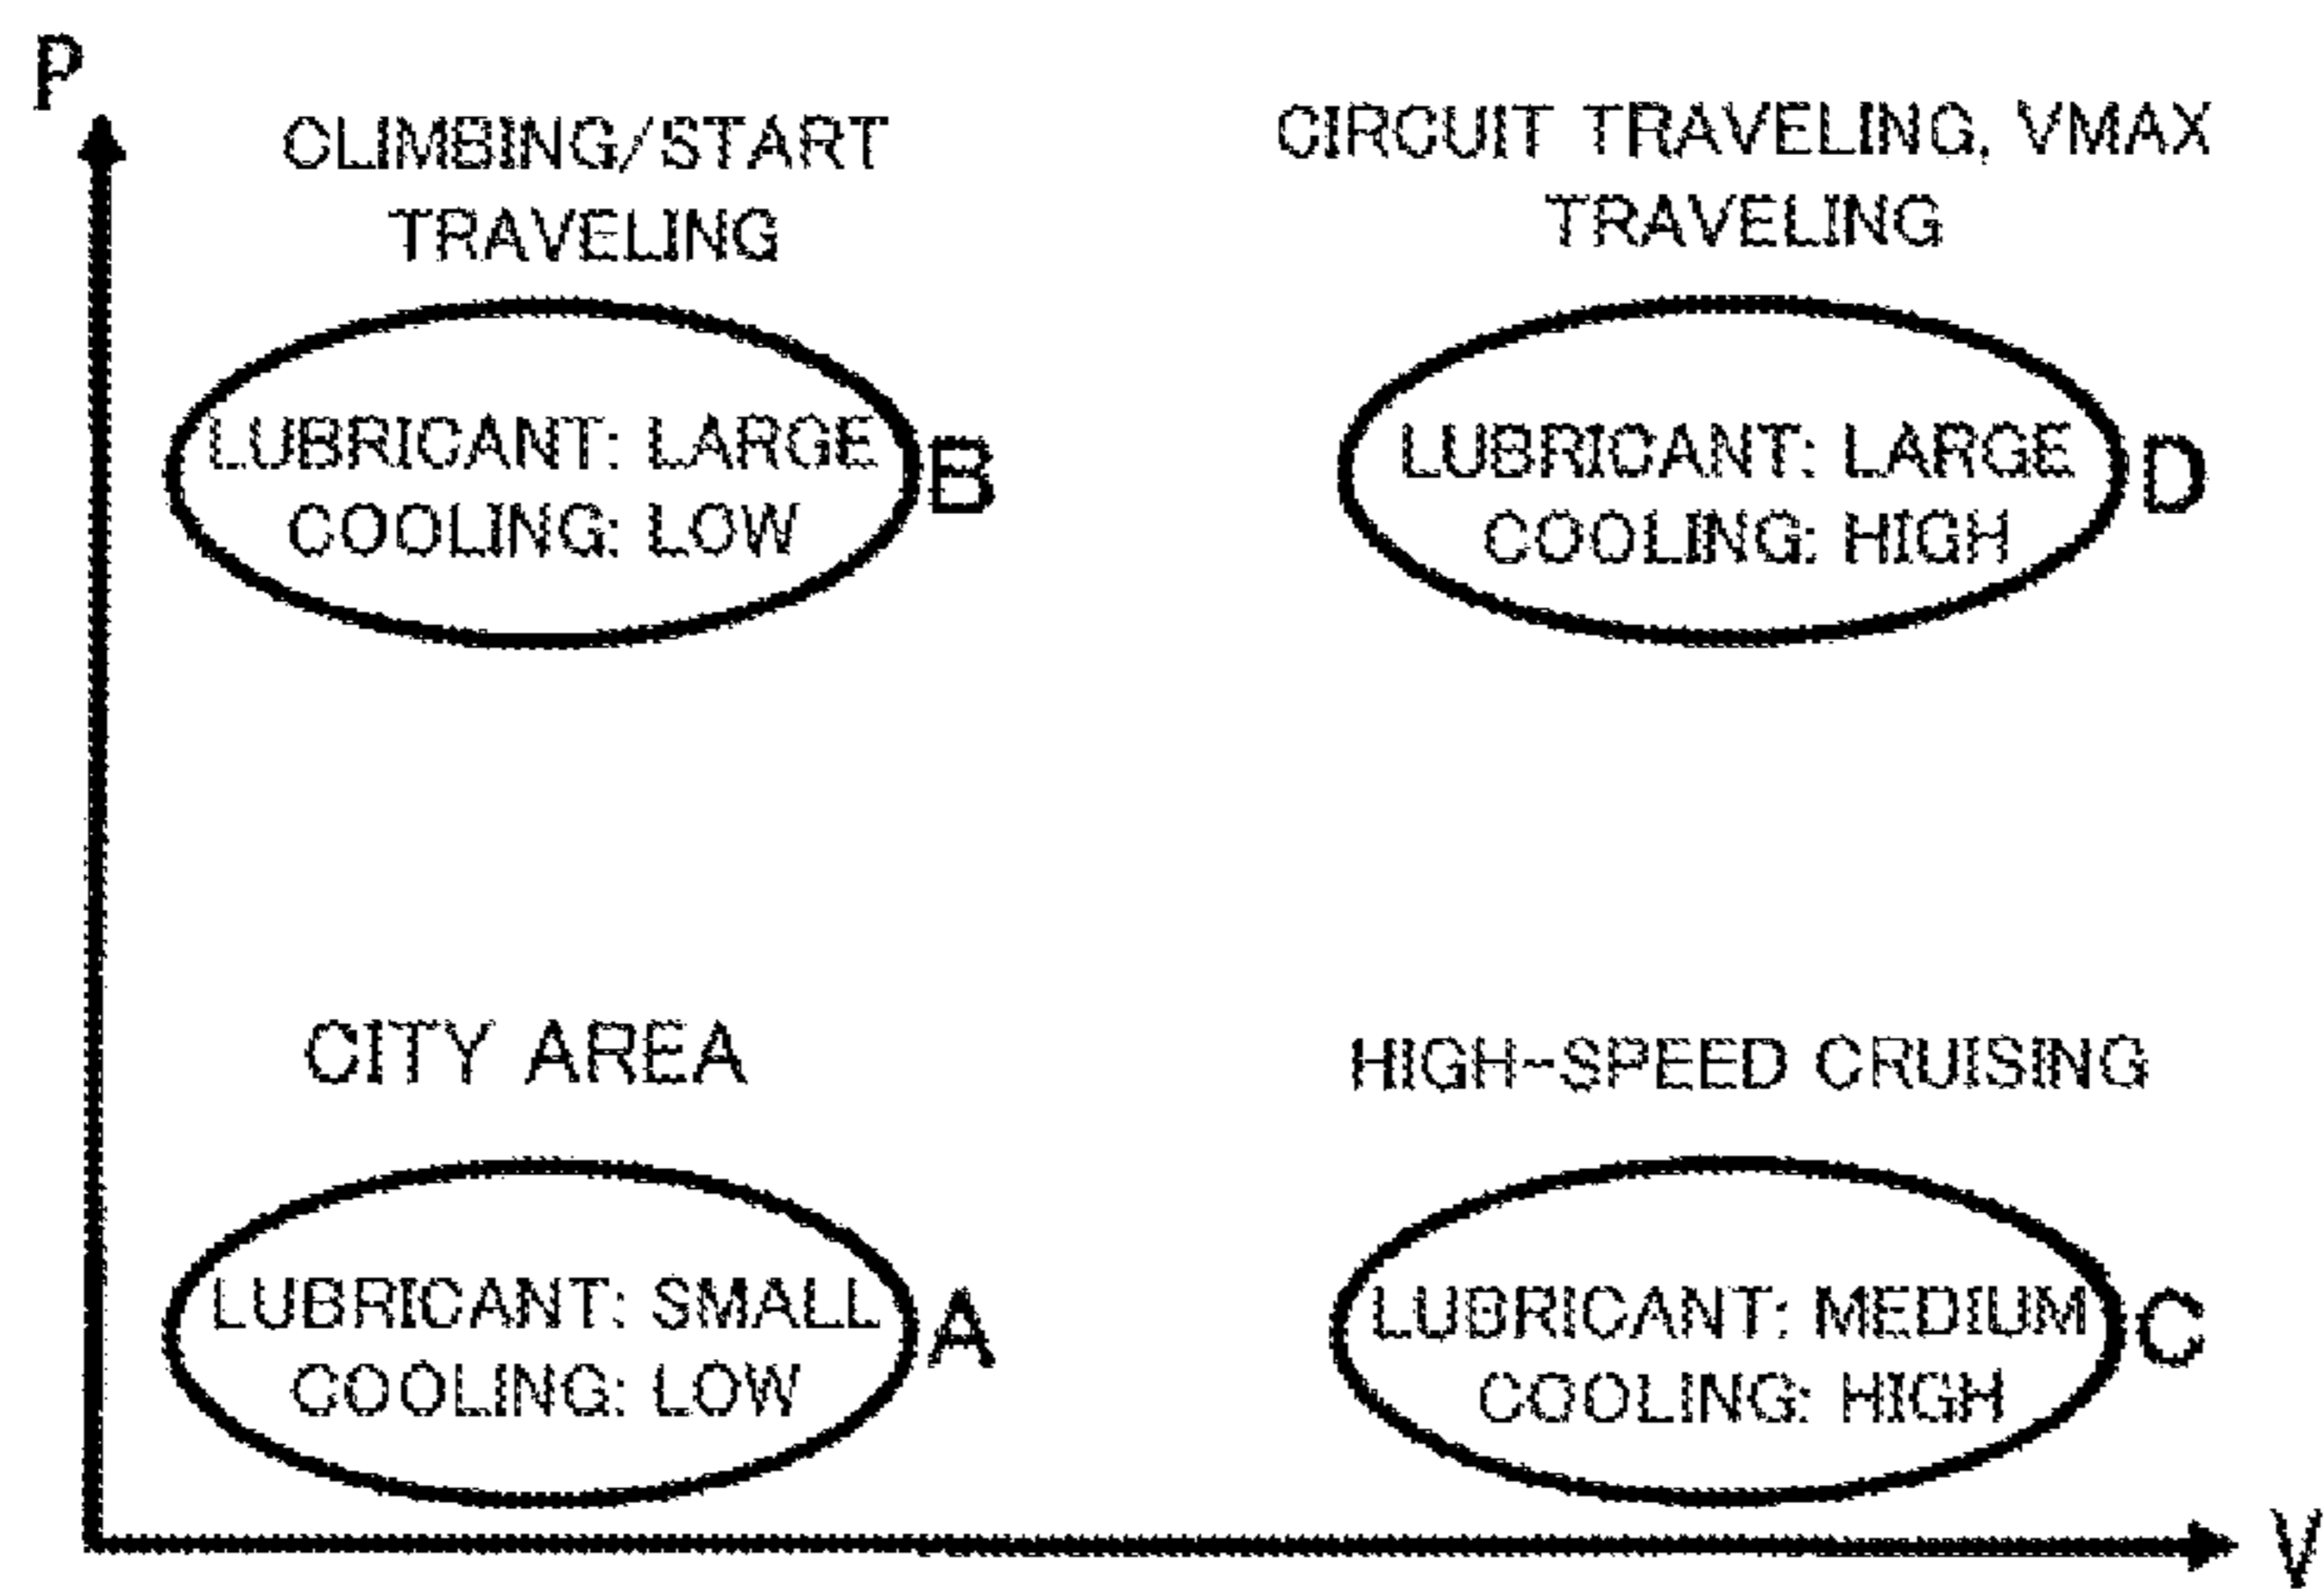 P
CLIMBING/START
TRAVELING
LUBRICANT: LARGE
COOLING: LOW
B
CIRCUIT TRAVELING, VMAX
TRAVELING
LUBRICANT: LARGE
COOLING: HIGH
D
CITY AREA
LUBRICANT: SMALL
COOLING: LOW
A
HIGH-SPEED CRUISING
LUBRICANT: MEDIUM
COOLING: HIGH
C
V